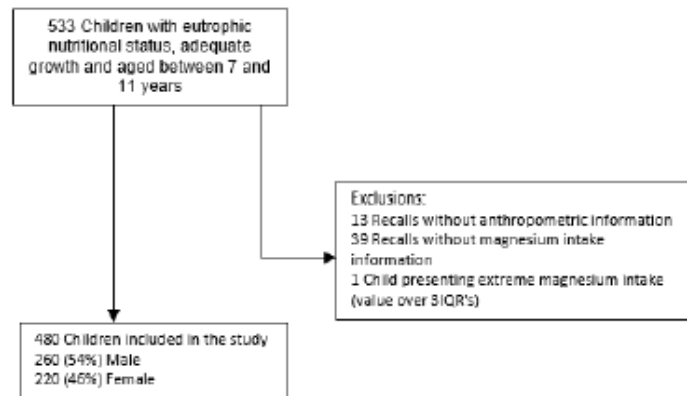 533 Children with eutrophic
nutritional status, adequate
growth and aged between 7 and
11 years
Exclusions:
13 Recalls without anthropometric information
39 Recalls without magnesium intake
information
1 Child presenting extreme magnesium intake
(value over 3IQR's)
480 Children included in the study
260 (54%) Male
220 (46%) Female